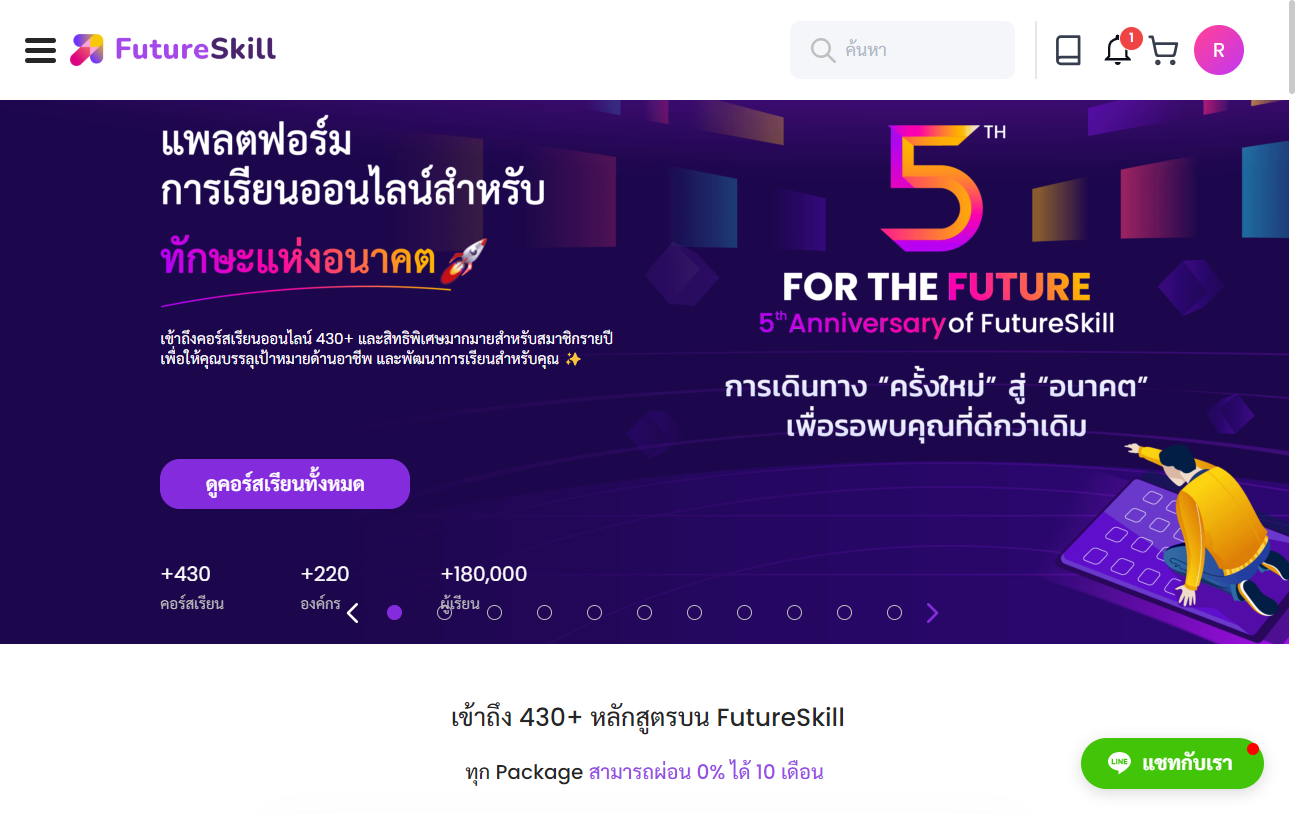 FutureSkill
ค้นหา
1
R
แพลตฟอร์ม
การเรียนออนไลน์สำหรับ
ทักษะแห่งอนาคต
เข้าถึงคอร์สเรียนออนไลน์ 430+ และสิทธิพิเศษมากมายสำหรับสมาชิกรายปี
เพื่อให้คุณบรรลุเป้าหมายด้านอาชีพ และพัฒนาการเรียนสำหรับคุณ ✨
ดูคอร์สเรียนทั้งหมด
+430
คอร์สเรียน
+220
องค์กร
+180,000
ผู้เรียน
5TH
FOR THE FUTURE
5th Anniversary of FutureSkill
การเดินทาง “ครั้งใหม่” สู่ “อนาคต”
เพื่อรอพบคุณที่ดีกว่าเดิม
เข้าถึง 430+ หลักสูตรบน FutureSkill
ทุก Package สามารถผ่อน 0% ได้ 10 เดือน
LINE แชทกับเรา